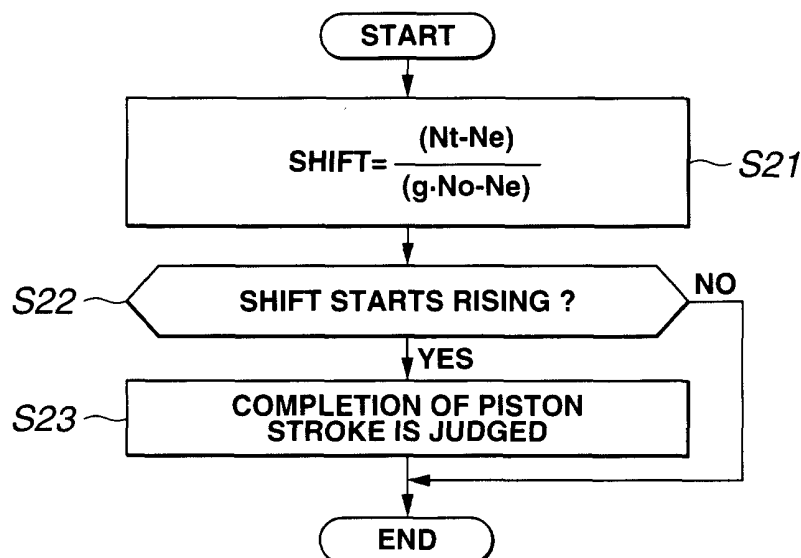 START
SHIFT= (Nt-Ne) / (g·No-Ne)
S21
S22
SHIFT STARTS RISING ?
NO
YES
S23
COMPLETION OF PISTON
STROKE IS JUDGED
END